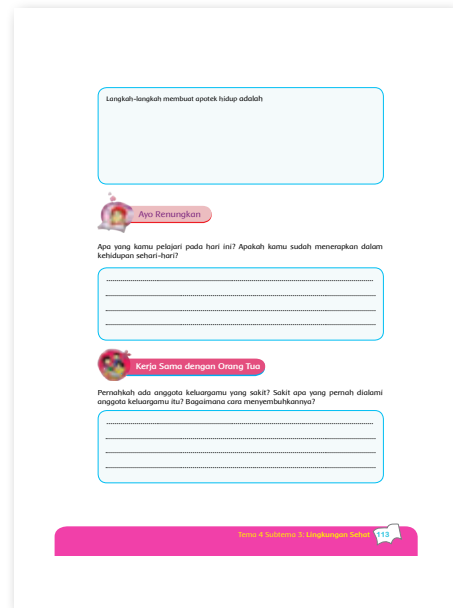 Langkah-langkah membuat apotek hidup adalah
Ayo Renungkan
Apa yang kamu pelajari pada hari ini? Apakah kamu sudah menerapkan dalam
kehidupan sehari-hari?
Kerja Sama dengan Orang Tua
Pernahkah ada anggota keluargamu yang sakit? Sakit apa yang pernah dialami
anggota keluargamu itu? Bagaimana cara menyembuhkannya?
Tema 4 Subtema 3: Lingkungan Sehat 113